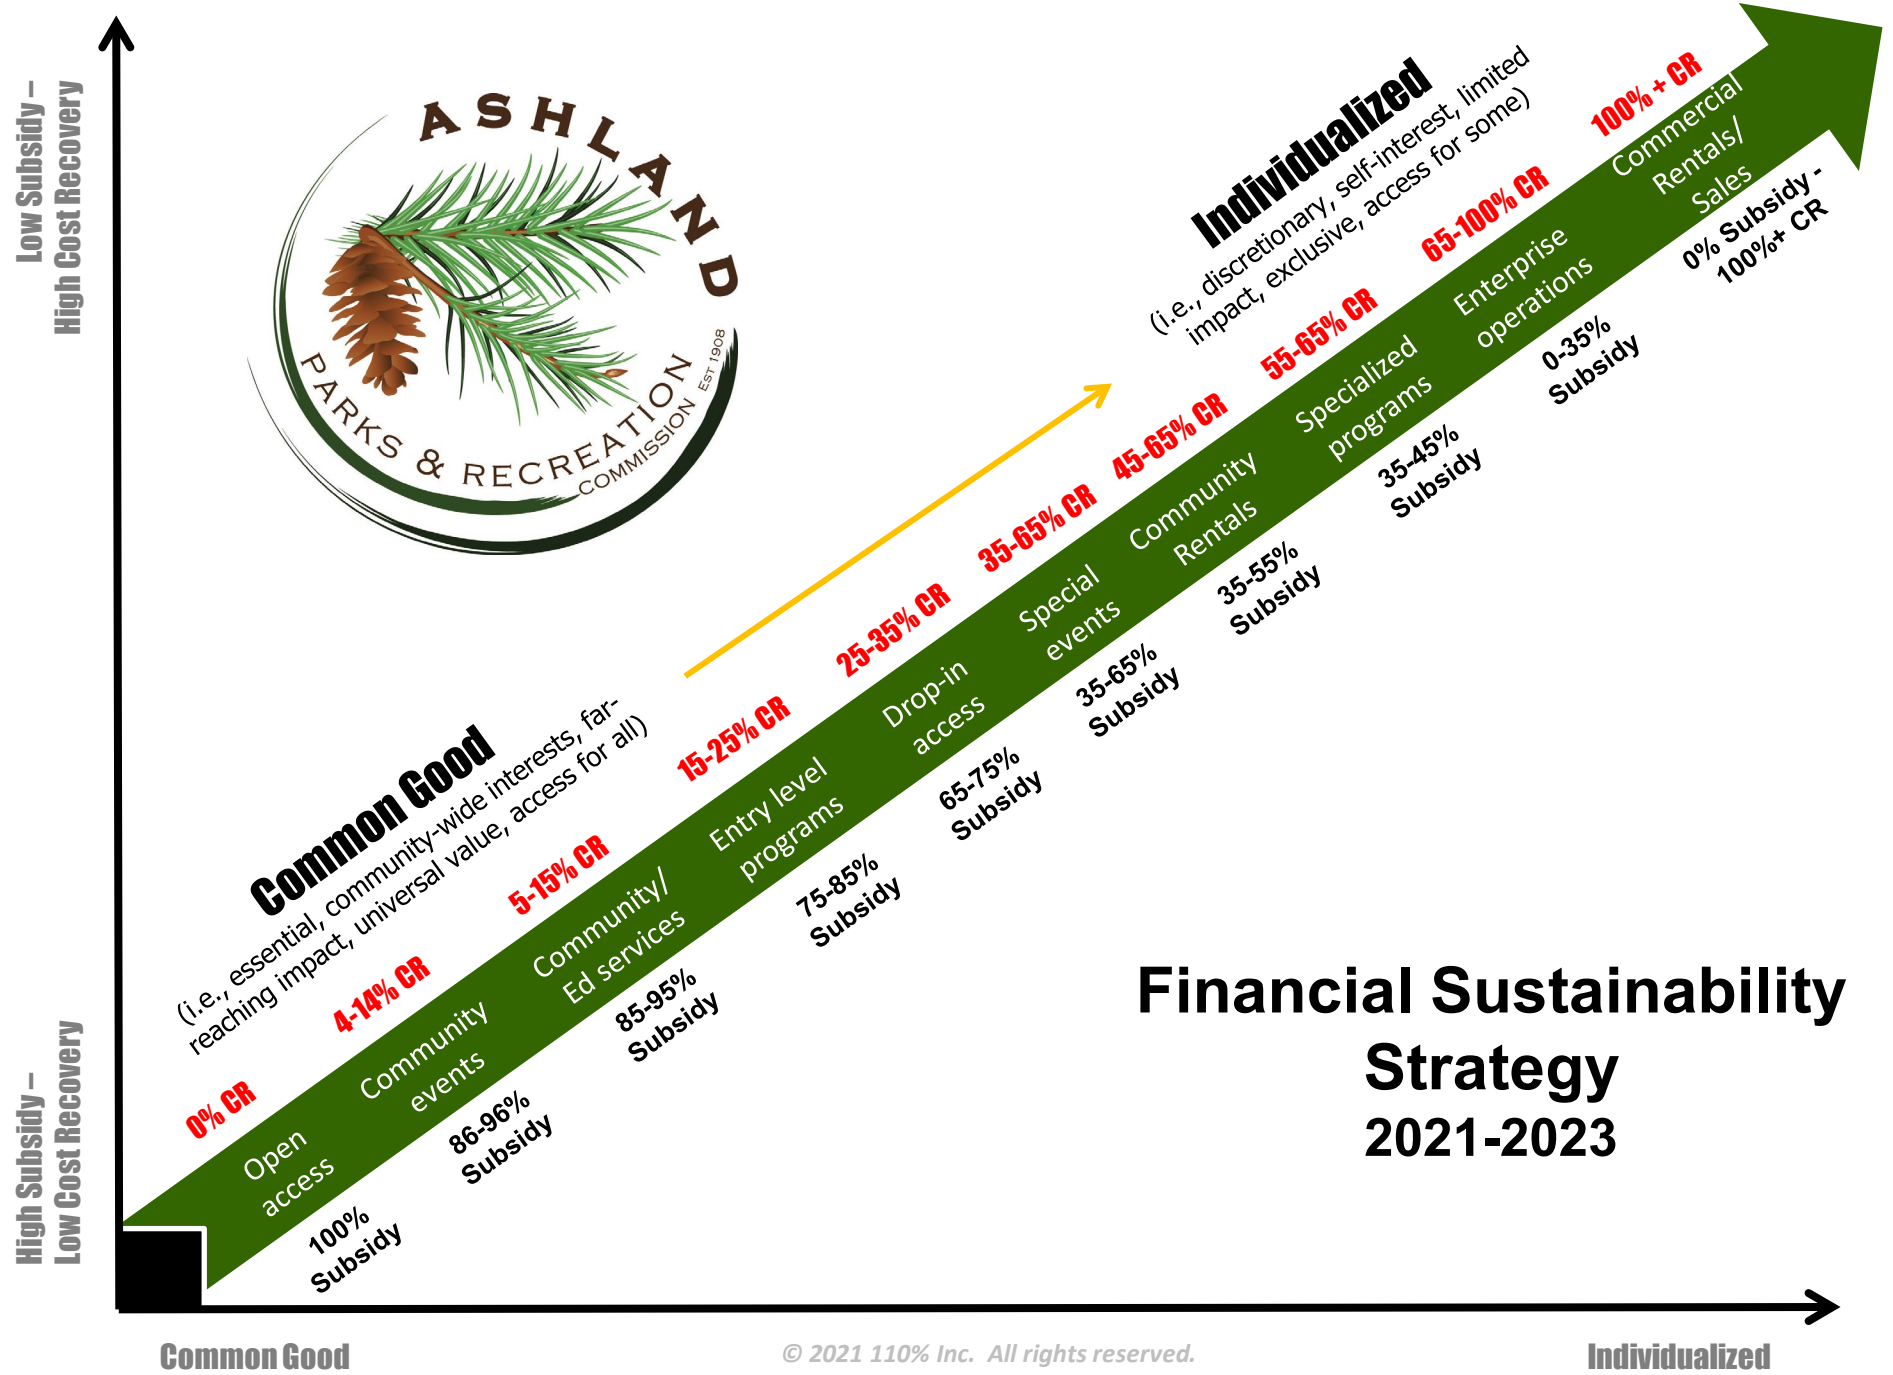 Low Subsidy –
High Cost Recovery
High Subsidy –
Low Cost Recovery
ASHLAND
PARKS & RECREATION
COMMISSION EST 1908
Common Good
(i.e., essential, community-wide interests, far-
reaching impact, universal value, access for all)
Individualized
(i.e., discretionary, self-interest, limited
impact, exclusive, access for some)
0% CR
Open
access
100%
Subsidy
4-14% CR
Community
events
86-96%
Subsidy
5-15% CR
Community/
Ed services
85-95%
Subsidy
15-25% CR
Entry level
programs
75-85%
Subsidy
25-35% CR
Drop-in
access
65-75%
Subsidy
35-65% CR
Special
events
35-65%
Subsidy
45-65% CR
Community
Rentals
35-55%
Subsidy
55-65% CR
Specialized
programs
35-45%
Subsidy
65-100% CR
Enterprise
operations
0-35%
Subsidy
100% + CR
Commercial
Rentals/
Sales
0% Subsidy -
100%+ CR
Financial Sustainability
Strategy
2021-2023
Common Good
© 2021 110% Inc. All rights reserved.
Individualized